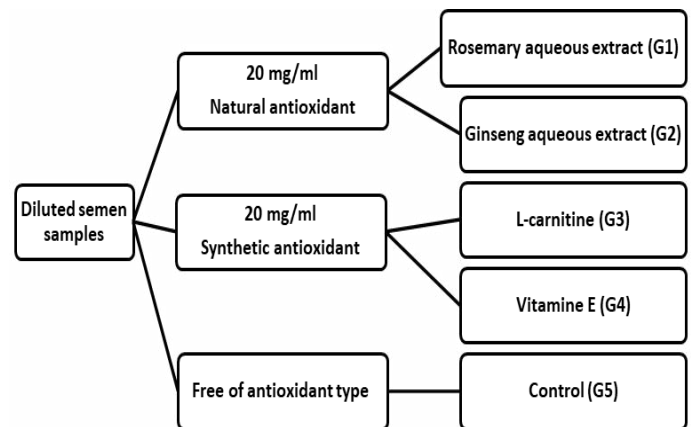 Diluted semen
samples
20 mg/ml
Natural antioxidant
Rosemary aqueous extract (G1)
Ginseng aqueous extract (G2)
20 mg/ml
Synthetic antioxidant
L-carnitine (G3)
Vitamine E (G4)
Free of antioxidant type
Control (G5)